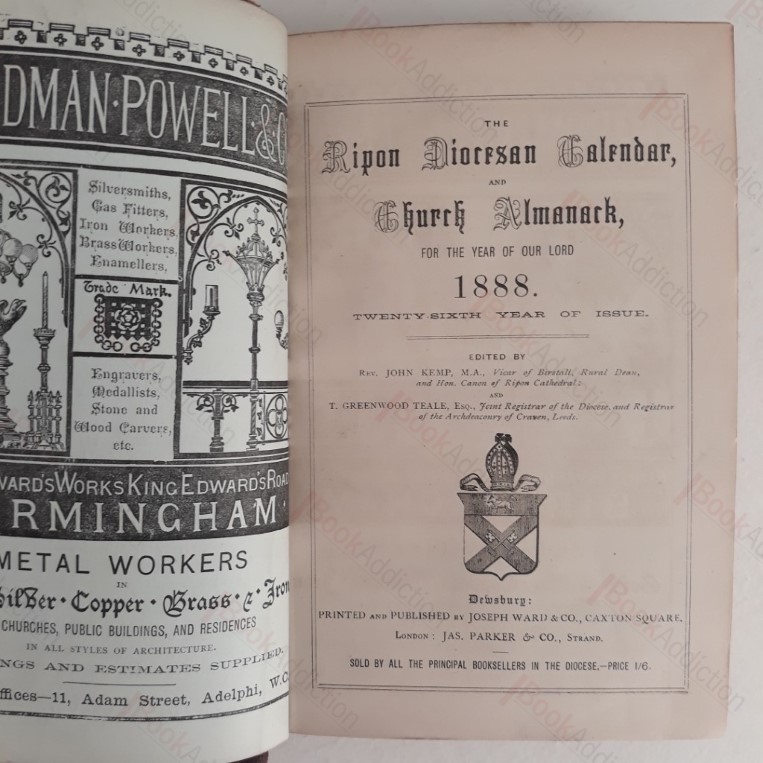 DMAN·POWELL &
Silversmiths,
Gas Fitters,
Iron Workers,
Brass Workers,
Enamellers,
Trade Mark.
Engravers,
Medallists,
Stone and
Wood Carvers,
etc.
WARD'S WORKS KING EDWARD'S ROAD
RMINGHAM
METAL WORKERS
IN
Silver · Copper · Brass · & · Iron
CHURCHES, PUBLIC BUILDINGS, AND RESIDENCES
IN ALL STYLES OF ARCHITECTURE.
NGS AND ESTIMATES SUPPLIED.
ffices—11, Adam Street, Adelphi, W.C.
THE
Ripon Diocesan Calendar,
AND
Church Almanack,
FOR THE YEAR OF OUR LORD
1888.
TWENTY-SIXTH YEAR OF ISSUE.
EDITED BY
REV. JOHN KEMP, M.A., Vicar of Birstall, Rural Dean,
and Hon. Canon of Ripon Cathedral:
AND
T. GREENWOOD TEALE, ESQ., Joint Registrar of the Diocese, and Registrar
of the Archdeaconry of Craven, Leeds.
Dewsbury:
PRINTED AND PUBLISHED BY JOSEPH WARD & CO., CAXTON SQUARE.
LONDON: JAS. PARKER & CO., STRAND.
SOLD BY ALL THE PRINCIPAL BOOKSELLERS IN THE DIOCESE.—PRICE 1/6.
BookAddiction